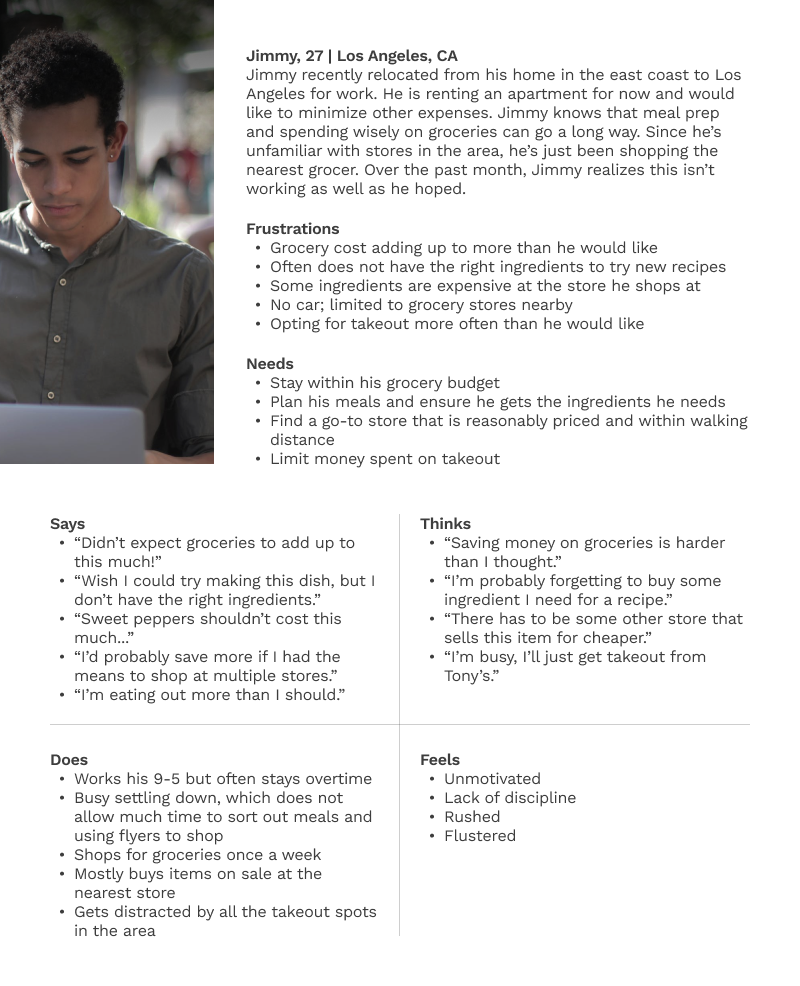 Jimmy, 27 | Los Angeles, CA
Jimmy recently relocated from his home in the east coast to Los
Angeles for work. He is renting an apartment for now and would
like to minimize other expenses. Jimmy knows that meal prep
and spending wisely on groceries can go a long way. Since he’s
unfamiliar with stores in the area, he’s just been shopping the
nearest grocer. Over the past month, Jimmy realizes this isn’t
working as well as he hoped.
Frustrations
• Grocery cost adding up to more than he would like
• Often does not have the right ingredients to try new recipes
• Some ingredients are expensive at the store he shops at
• No car; limited to grocery stores nearby
• Opting for takeout more often than he would like
Needs
• Stay within his grocery budget
• Plan his meals and ensure he gets the ingredients he needs
• Find a go-to store that is reasonably priced and within walking
distance
• Limit money spent on takeout
Says
• “Didn’t expect groceries to add up to
this much!”
• “Wish I could try making this dish, but I
don’t have the right ingredients.”
• “Sweet peppers shouldn’t cost this
much...”
• “I’d probably save more if I had the
means to shop at multiple stores.”
• “I’m eating out more than I should.”
Thinks
• “Saving money on groceries is harder
than I thought.”
• “I’m probably forgetting to buy some
ingredient I need for a recipe.”
• “There has to be some other store that
sells this item for cheaper.”
• “I’m busy, I’ll just get takeout from
Tony’s.”
Does
• Works his 9-5 but often stays overtime
• Busy settling down, which does not
allow much time to sort out meals and
using flyers to shop
• Shops for groceries once a week
• Mostly buys items on sale at the
nearest store
• Gets distracted by all the takeout spots
in the area
Feels
• Unmotivated
• Lack of discipline
• Rushed
• Flustered